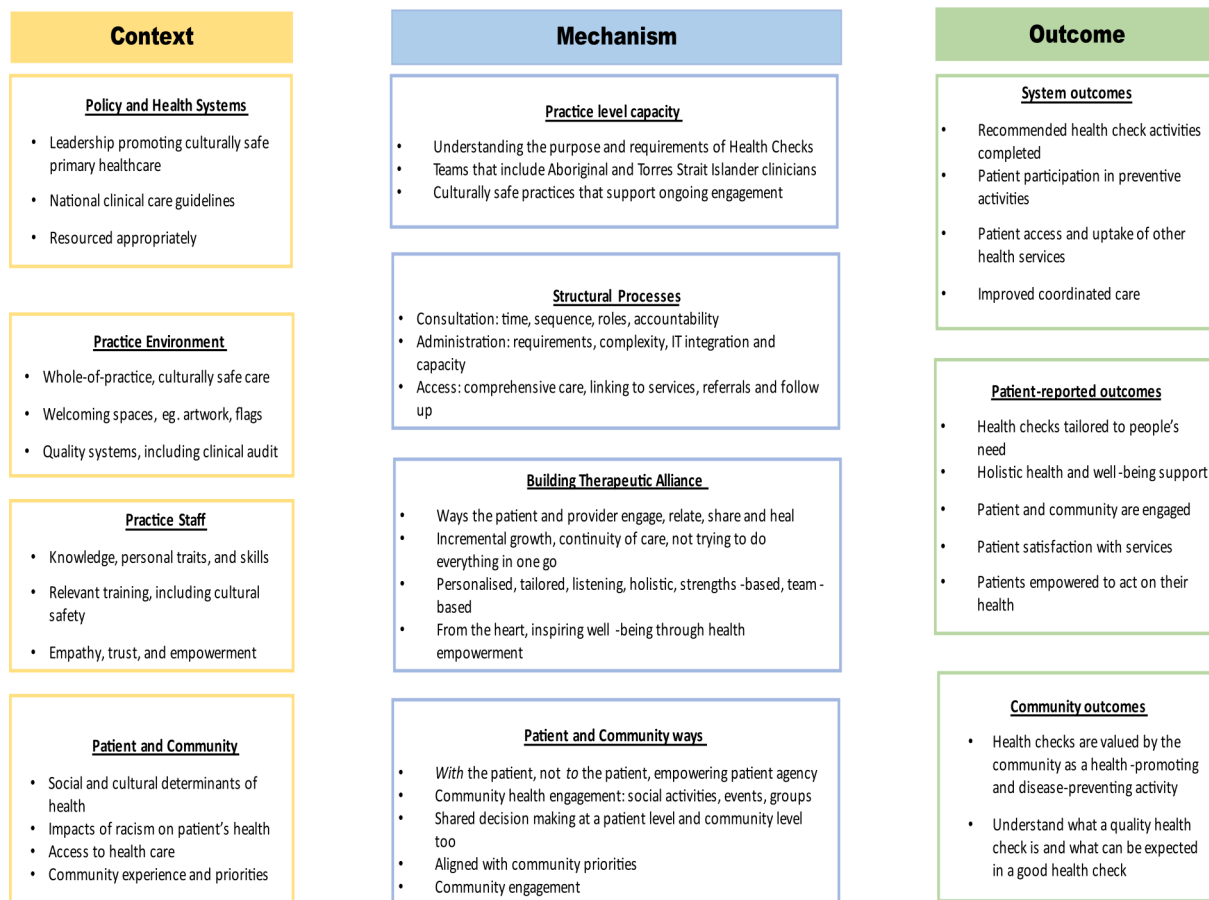 Context
Policy and Health Systems
• Leadership promoting culturally safe
primary healthcare
• National clinical care guidelines
• Resourced appropriately
Practice Environment
• Whole-of-practice, culturally safe care
• Welcoming spaces, eg. artwork, flags
• Quality systems, including clinical audit
Practice Staff
• Knowledge, personal traits, and skills
• Relevant training, including cultural
safety
• Empathy, trust, and empowerment
Patient and Community
• Social and cultural determinants of
health
• Impacts of racism on patient's health
• Access to health care
• Community experience and priorities
Mechanism
Practice level capacity
• Understanding the purpose and requirements of Health Checks
• Teams that include Aboriginal and Torres Strait Islander clinicians
• Culturally safe practices that support ongoing engagement
Structural Processes
• Consultation: time, sequence, roles, accountability
• Administration: requirements, complexity, IT integration and
capacity
• Access: comprehensive care, linking to services, referrals and follow
up
Building Therapeutic Alliance
• Ways the patient and provider engage, relate, share and heal
• Incremental growth, continuity of care, not trying to do
everything in one go
• Personalised, tailored, listening, holistic, strengths -based, team -
based
• From the heart, inspiring well -being through health
empowerment
Patient and Community ways
• With the patient, not to the patient, empowering patient agency
• Community health engagement: social activities, events, groups
• Shared decision making at a patient level and community level
too
• Aligned with community priorities
• Community engagement
Outcome
System outcomes
• Recommended health check activities
completed
• Patient participation in preventive
activities
• Patient access and uptake of other
health services
• Improved coordinated care
Patient-reported outcomes
• Health checks tailored to people's
need
• Holistic health and well -being support
• Patient and community are engaged
• Patient satisfaction with services
• Patients empowered to act on their
health
Community outcomes
• Health checks are valued by the
community as a health -promoting
and disease-preventing activity
• Understand what a quality health
check is and what can be expected
in a good health check